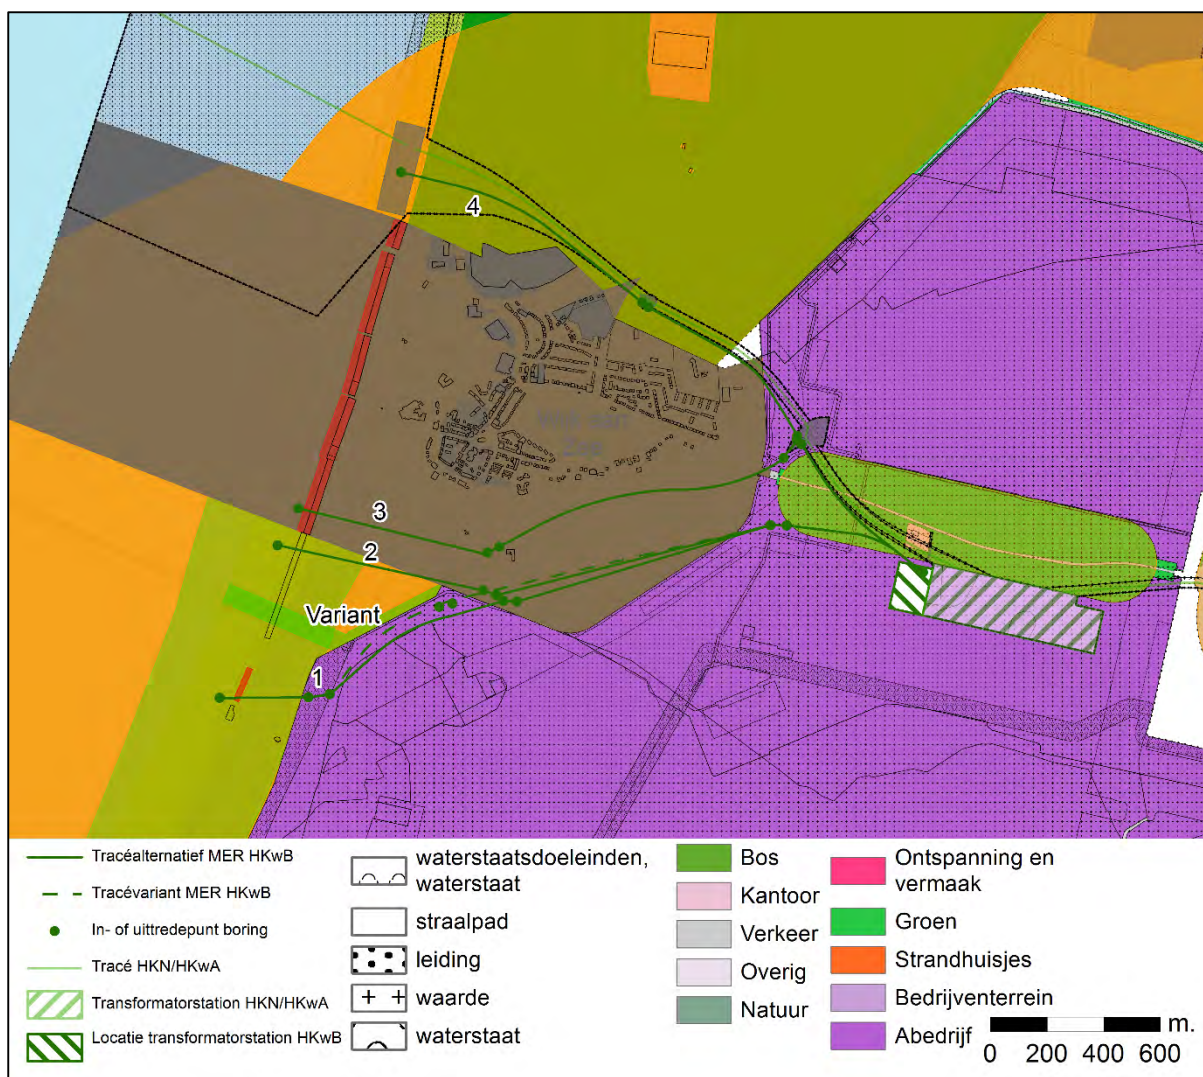 4
3
2
Variant
1
Tracéalternatief MER HKwB
Tracévariant MER HKwB
In- of uittredepunt boring
Tracé HKN/HKwA
Transformatorstation HKN/HKwA
Locatie transformatorstation HKwB
waterstaatsdoeleinden,
waterstaat
straalpad
leiding
waarde
waterstaat
Bos
Kantoor
Verkeer
Overig
Natuur
Ontspanning en
vermaak
Groen
Strandhuisjes
Bedrijventerrein
Abedrijf
m.
0 200 400 600